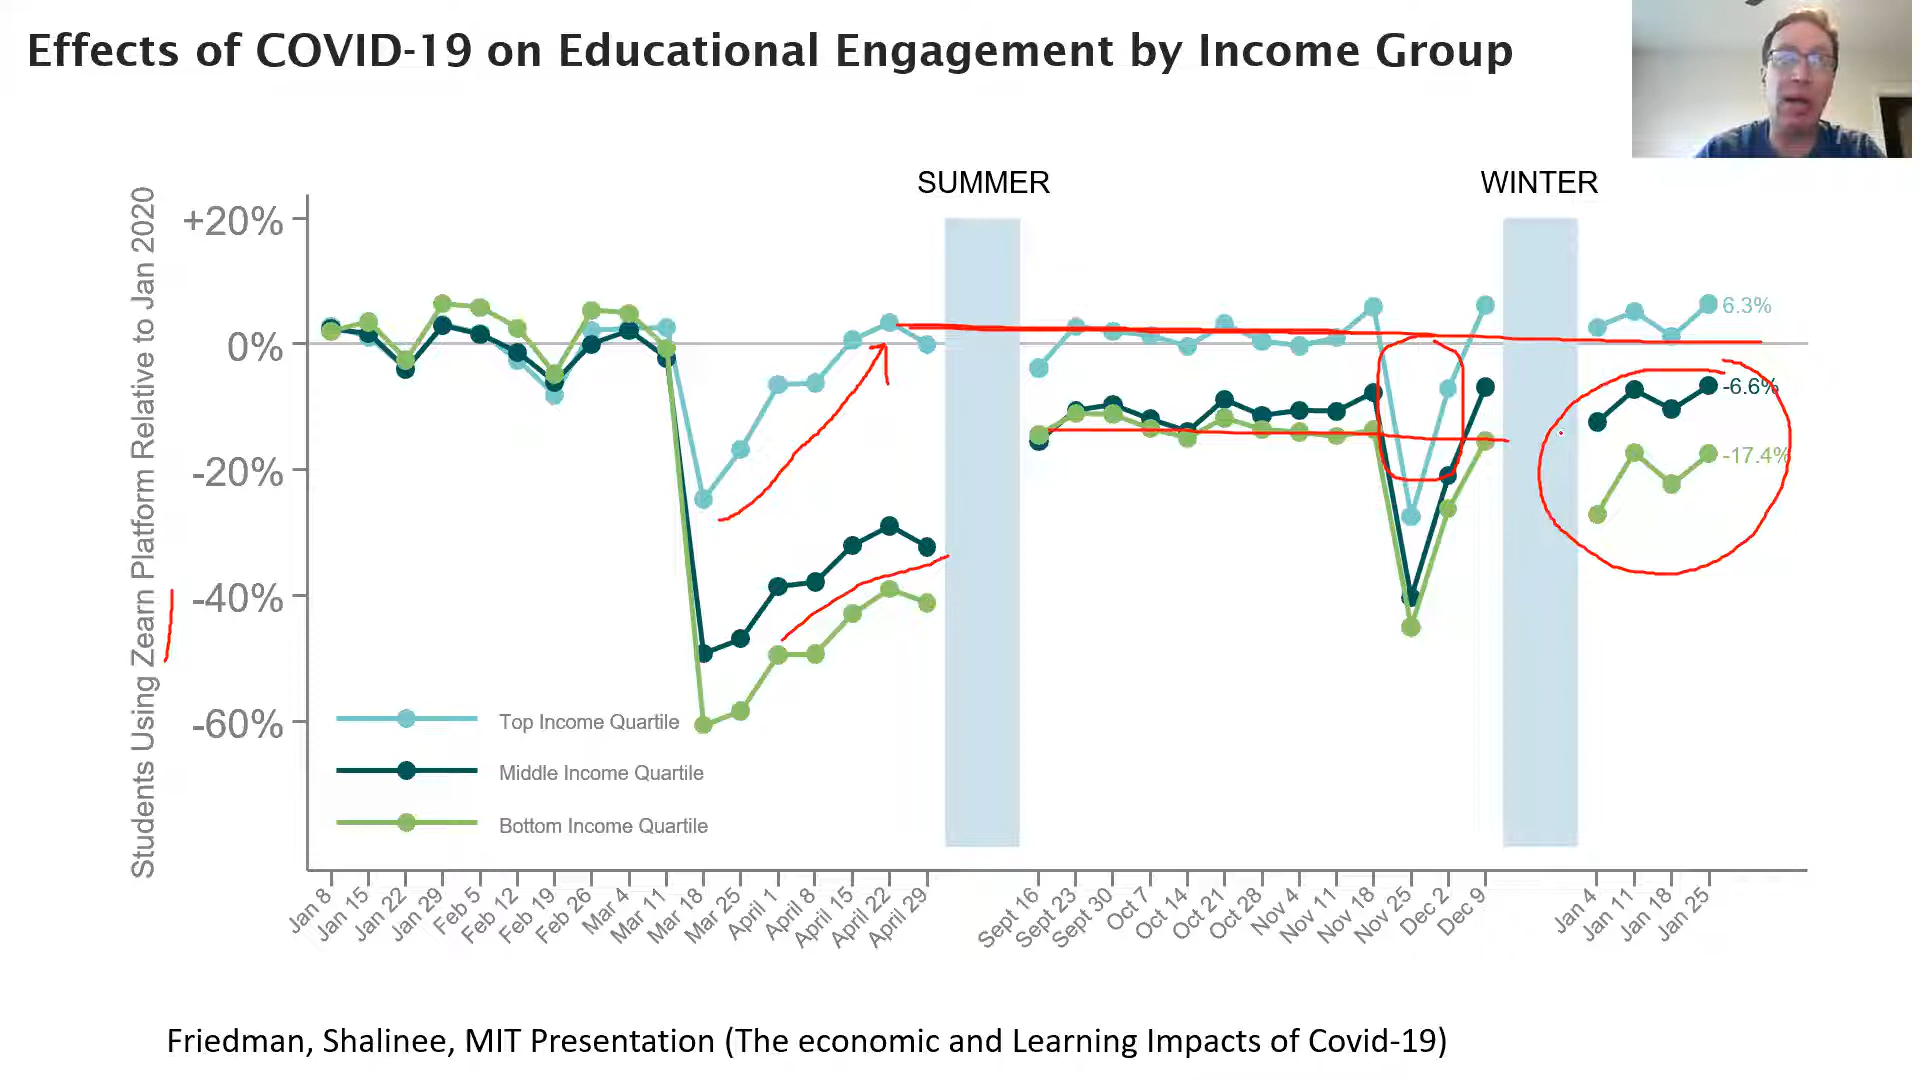 Effects of COVID-19 on Educational Engagement by Income Group
SUMMER
WINTER
Students Using Zearn Platform Relative to Jan 2020
+20%
0%
-20%
-40%
-60%
6.3%
-6.6%
-17.4%
Top Income Quartile
Middle Income Quartile
Bottom Income Quartile
Jan 8
Jan 15
Jan 22
Jan 29
Feb 5
Feb 12
Feb 19
Feb 26
Mar 4
Mar 11
Mar 18
Mar 25
April 1
April 8
April 15
April 22
April 29
Sept 16
Sept 23
Sept 30
Oct 7
Oct 14
Oct 21
Oct 28
Nov 4
Nov 11
Nov 18
Nov 25
Dec 2
Dec 9
Jan 4
Jan 11
Jan 18
Jan 25
Friedman, Shalinee, MIT Presentation (The economic and Learning Impacts of Covid-19)